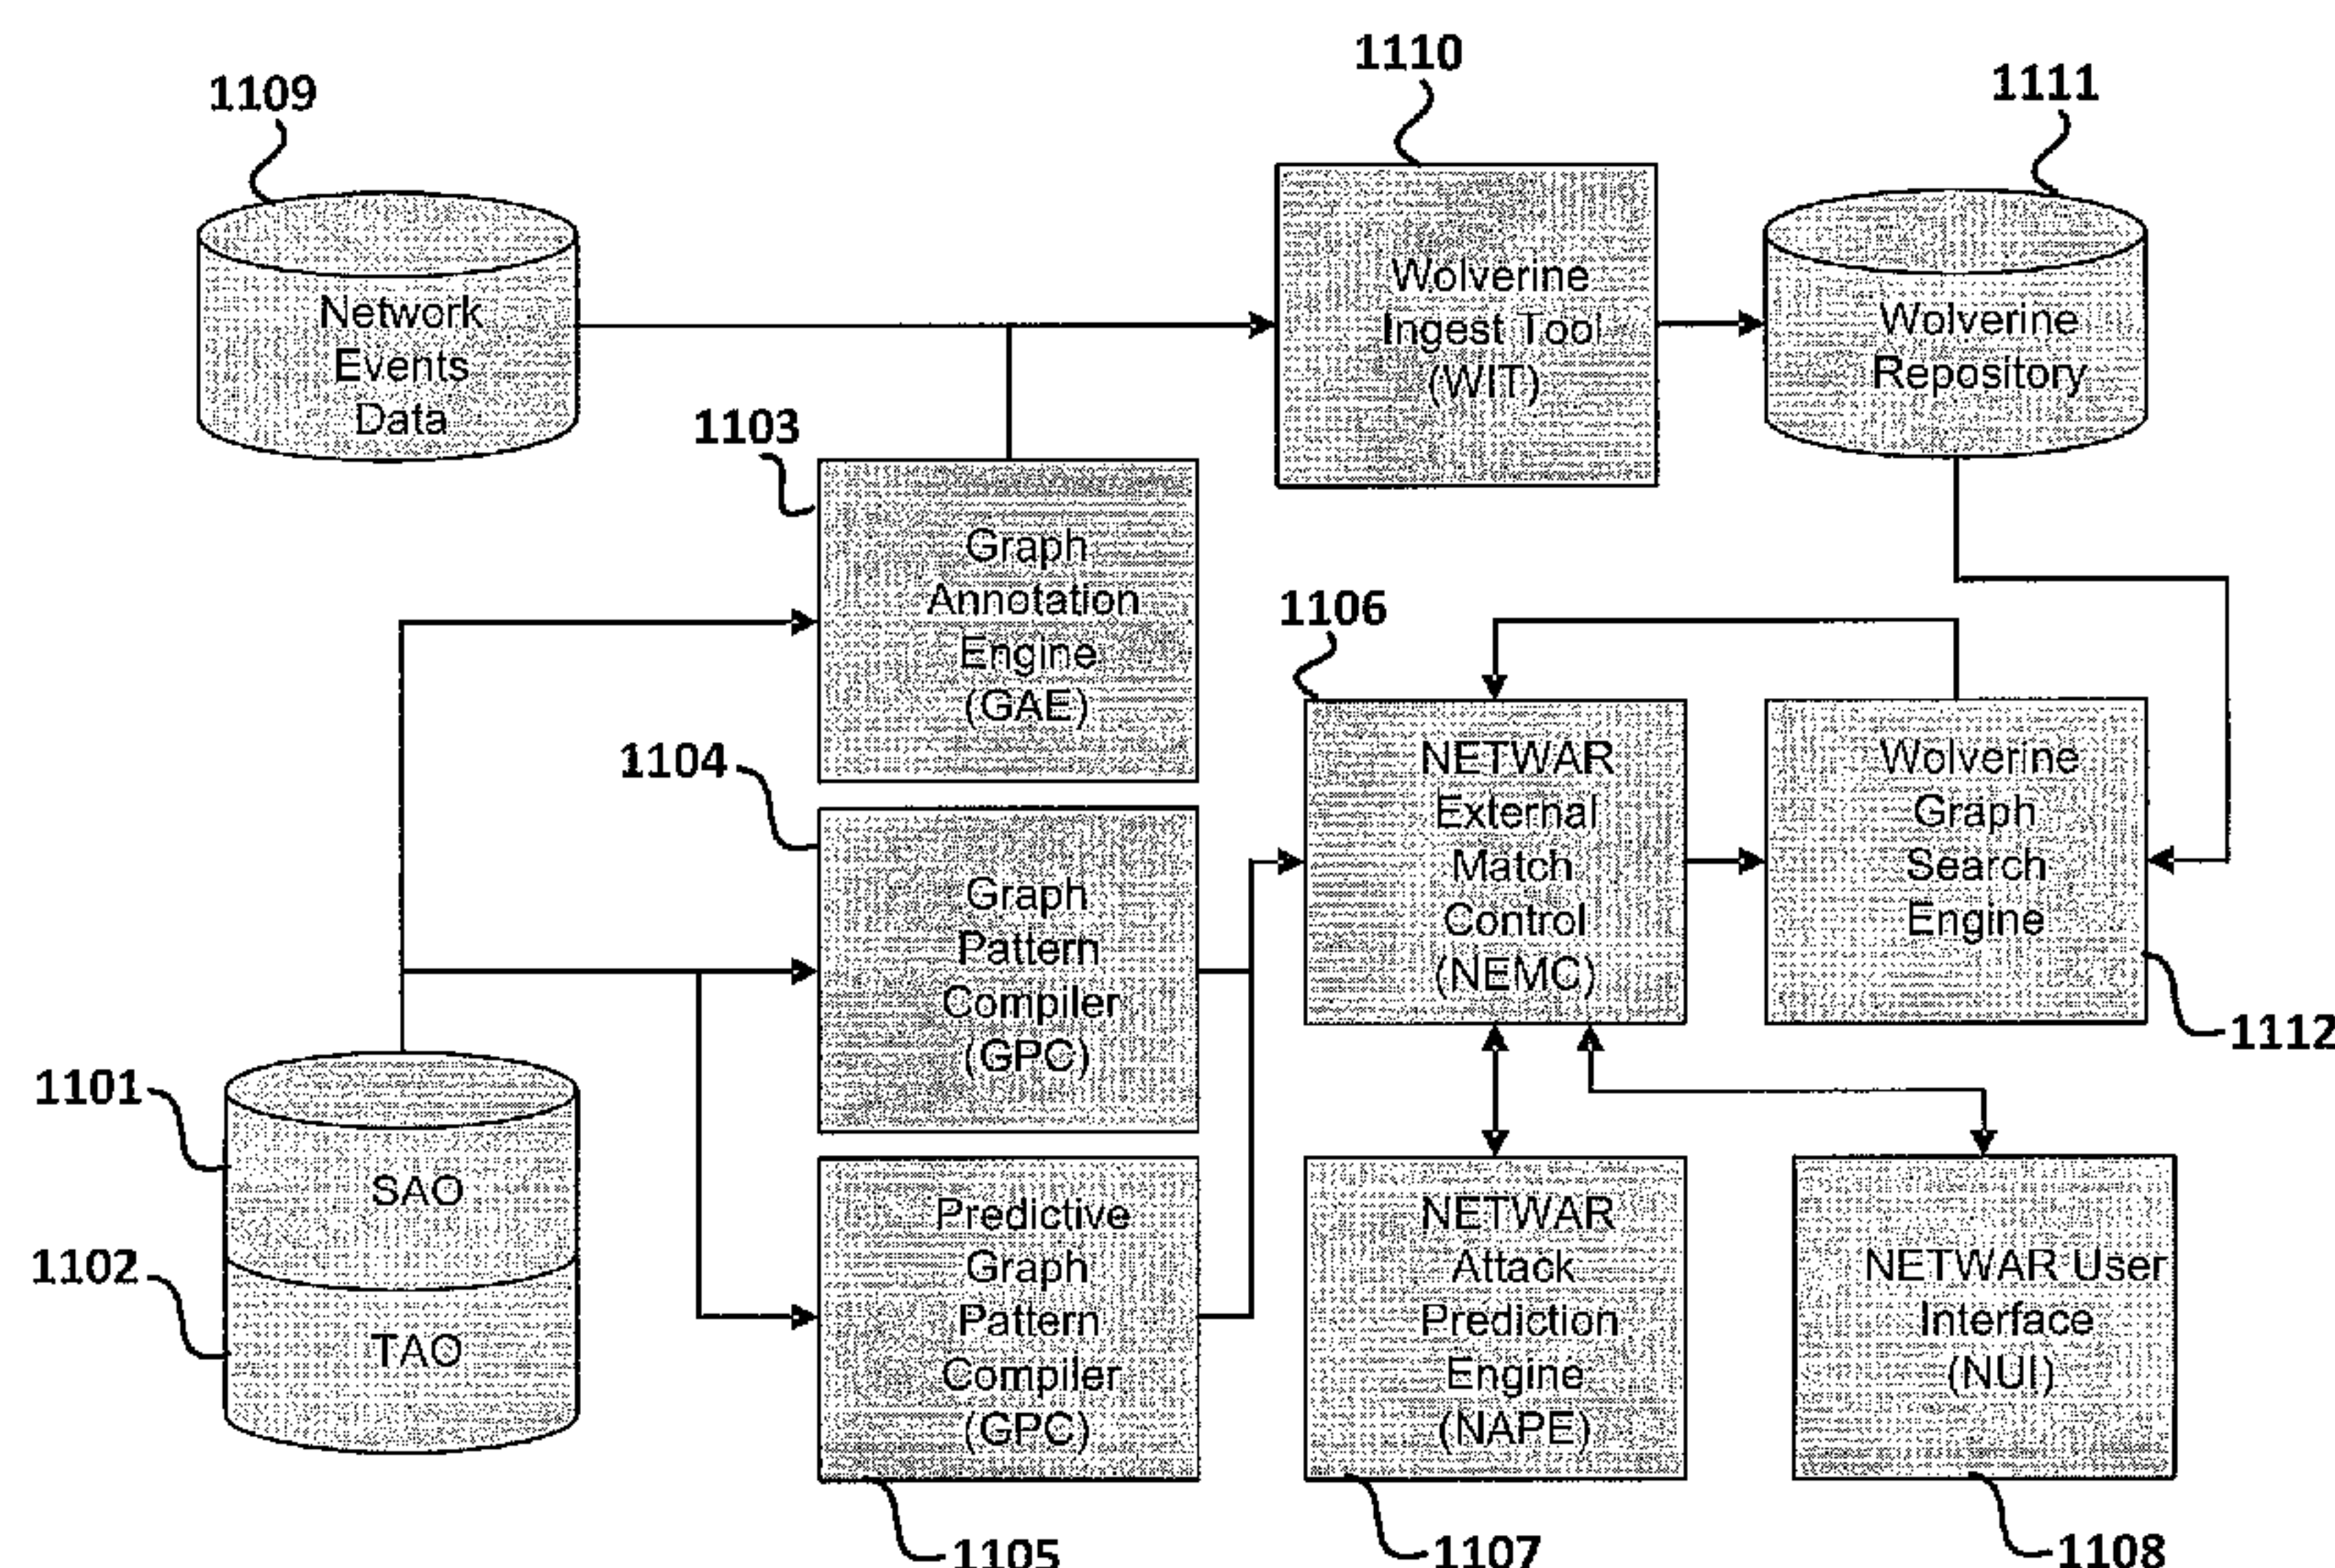 1110
1109
1111
Network
Events
Data
Wolverine
Ingest Tool
(WIT)
Wolverine
Repository
1103
Graph
Annotation
Engine
(GAE)
1106
1104
Graph
Pattern
Compiler
(GPC)
NETWAR
External
Match
Control
(NEMC)
Wolverine
Graph
Search
Engine
1112
1101
SAO
1102
TAO
Predictive
Graph
Pattern
Compiler
(GPC)
NETWAR
Attack
Prediction
Engine
(NAPE)
NETWAR User
Interface
(NUI)
1105
1107
1108